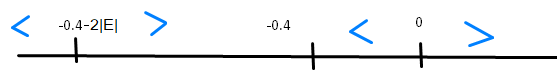 < -0.4-2|E| > -0.4 < 0 >